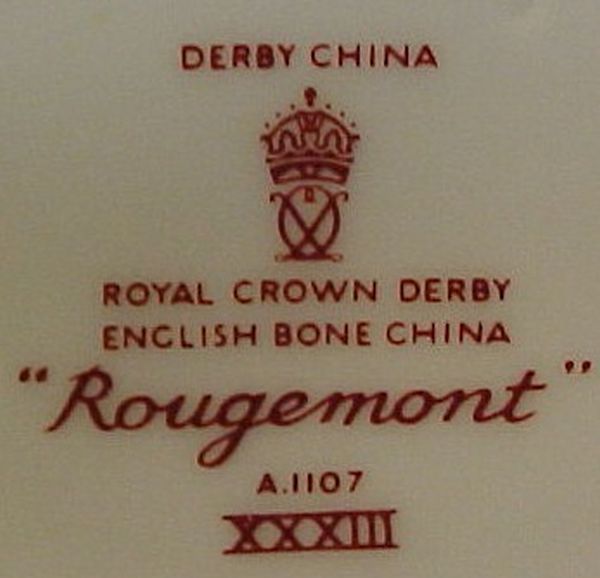 DERBY CHINA
ROYAL CROWN DERBY
ENGLISH BONE CHINA
"Rougemont"
A.1107
XXXIII